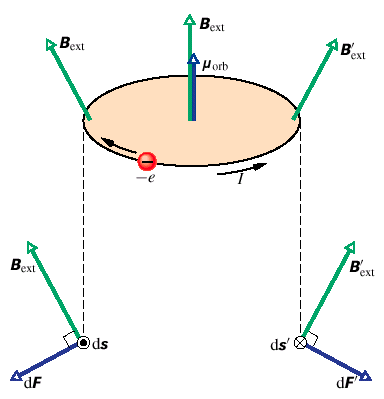 B_ext
B_ext
B′_ext
μ_orb
−e
I
B_ext
B′_ext
ds
ds′
dF
dF′